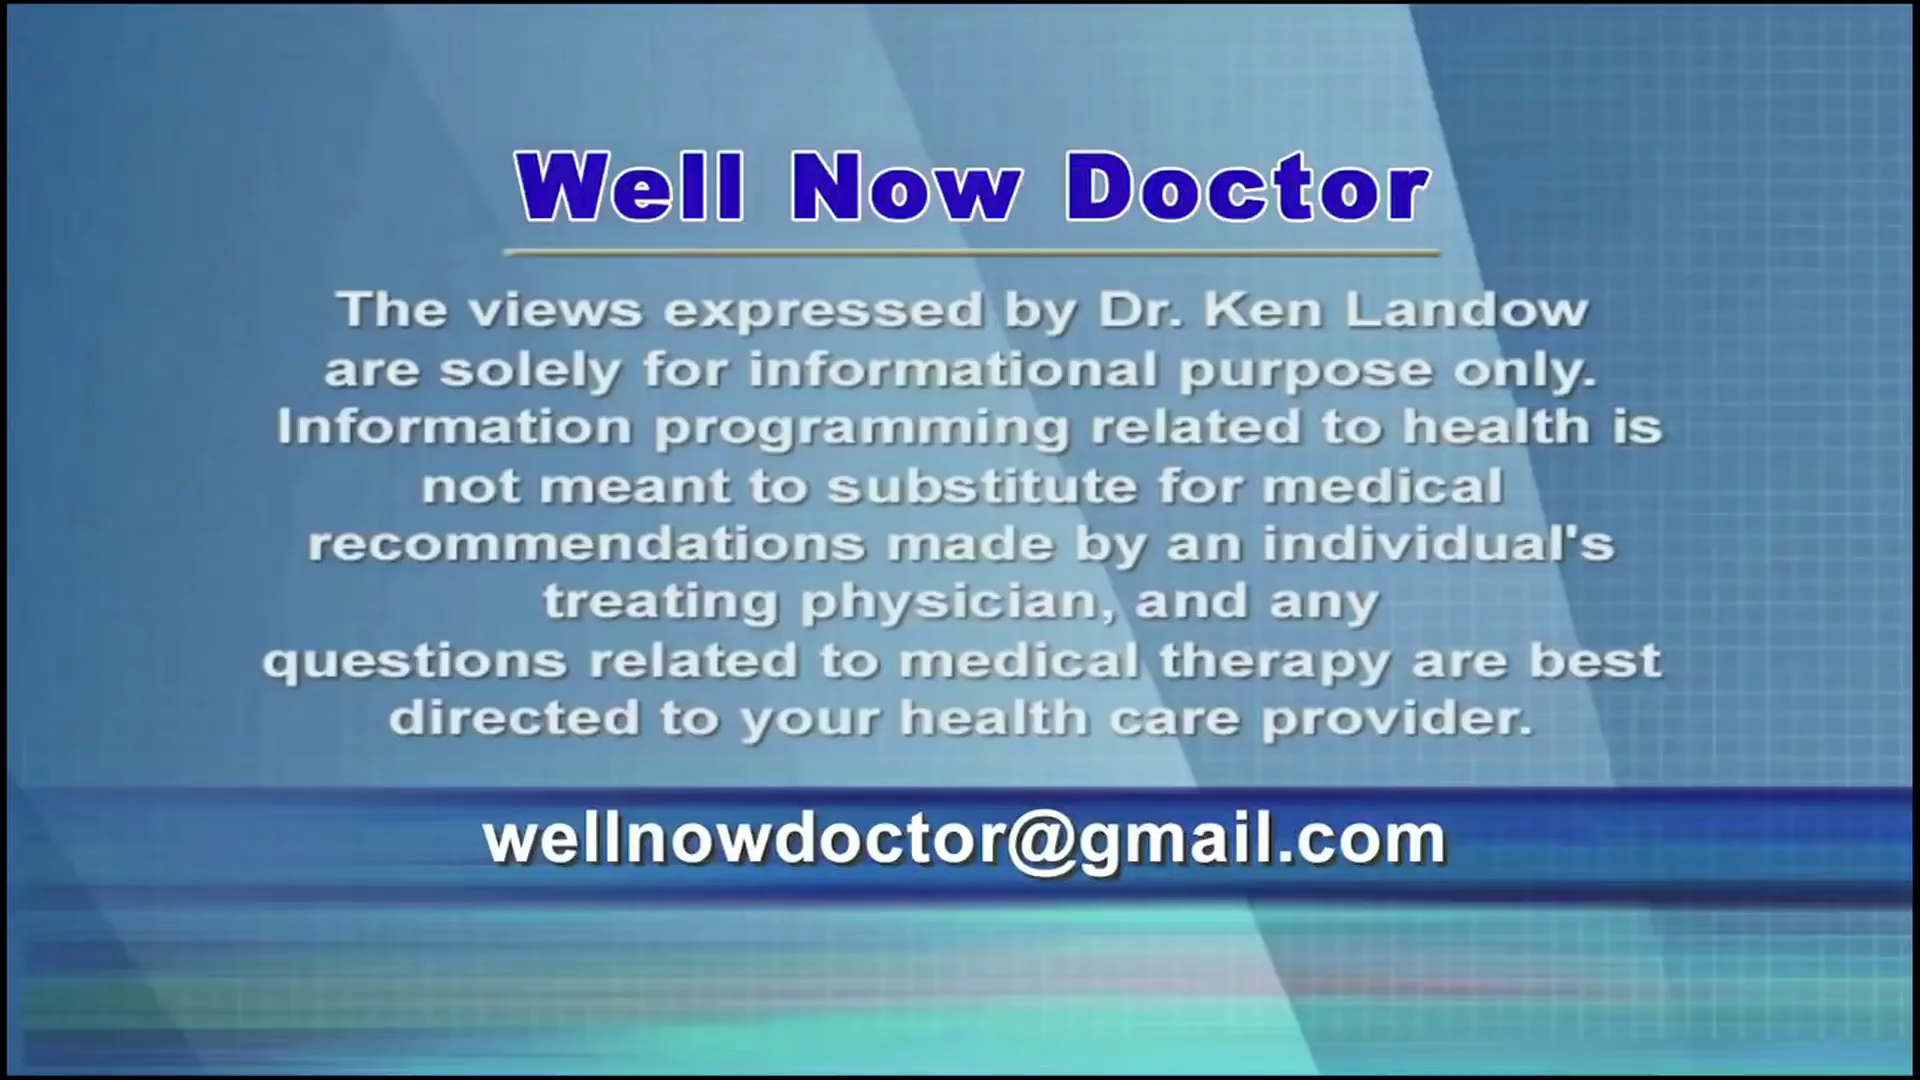 Well Now Doctor
The views expressed by Dr. Ken Landow
are solely for informational purpose only.
Information programming related to health is
not meant to substitute for medical
recommendations made by an individual's
treating physician, and any
questions related to medical therapy are best
directed to your health care provider.
wellnowdoctor@gmail.com